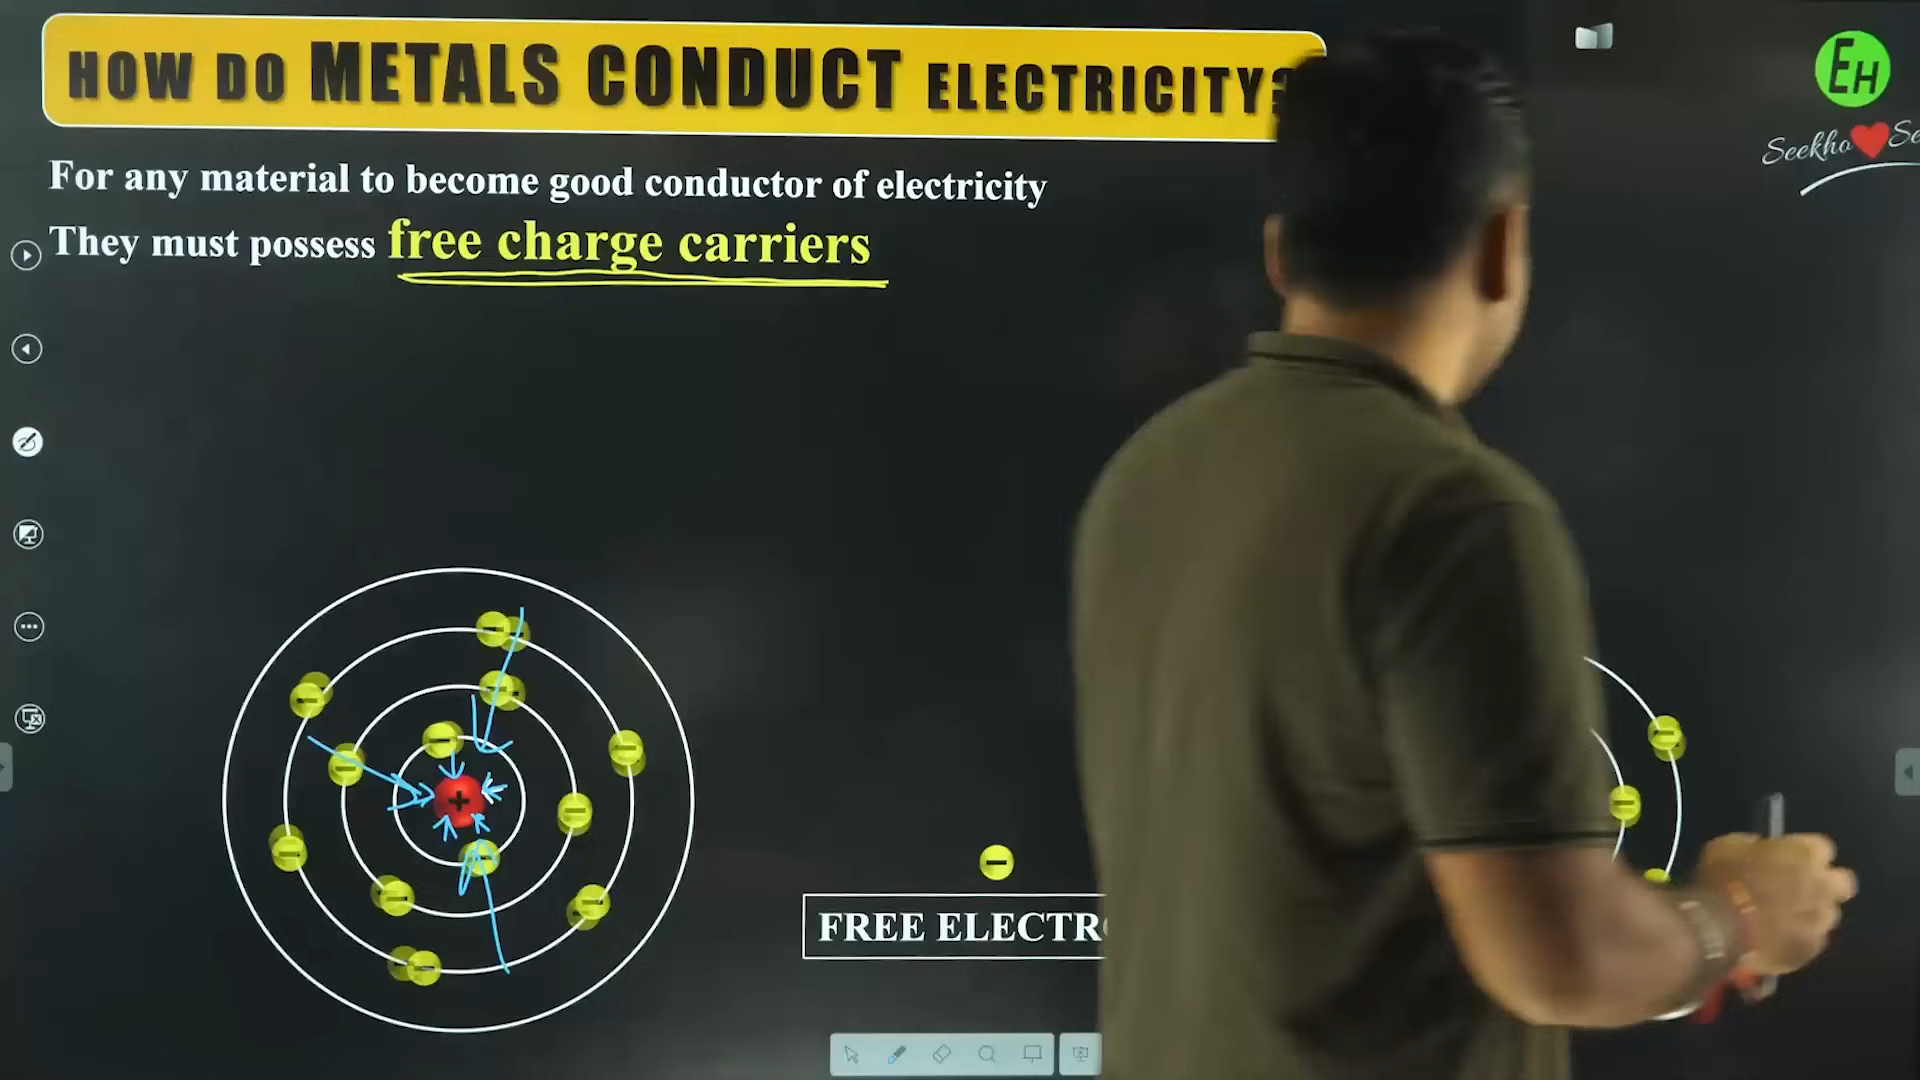 HOW DO METALS CONDUCT ELECTRICITY?
EH
Seekho
For any material to become good conductor of electricity
They must possess free charge carriers
FREE